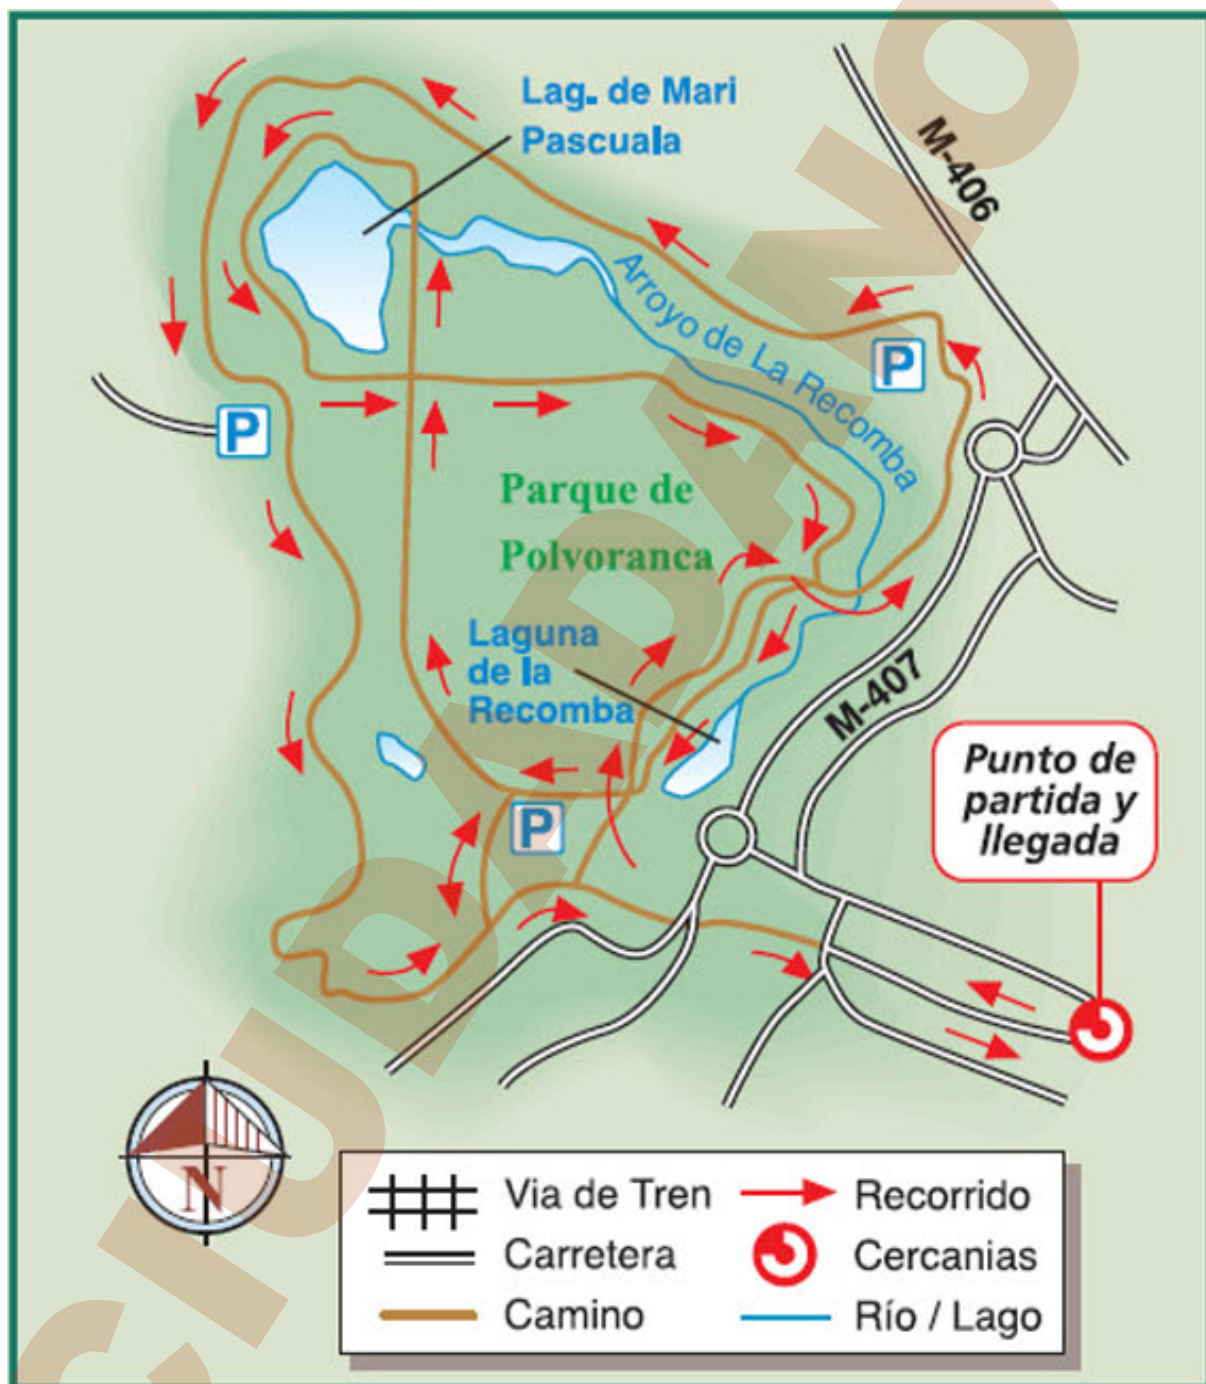 Lag. de Mari
Pascuala
M-406
Arroyo de La Recomba
P
P
Parque de
Polvoranca
Laguna
de la
Recomba
M-407
Punto de
partida y
llegada
P
N
Via de Tren
Recorrido
Carretera
Cercanias
Camino
Río / Lago
CIUDADANO